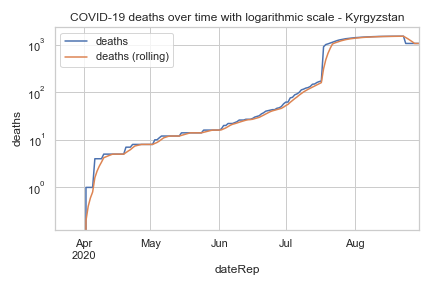 COVID-19 deaths over time with logarithmic scale - Kyrgyzstan
deaths
deaths (rolling)
deaths
10³
10²
10¹
10⁰
Apr
2020
May
Jun
Jul
Aug
dateRep